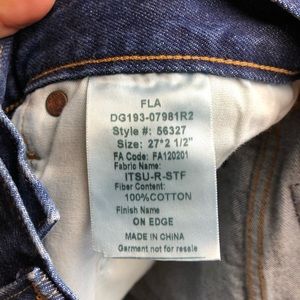 FLA
DG193-07981R2
Style #: 56327
Size: 27*2 1/2"
FA Code: FA120201
Fabric Name:
ITSU-R-STF
Fiber Content:
100%COTTON
Finish Name
ON EDGE
MADE IN CHINA
Garment not for resale